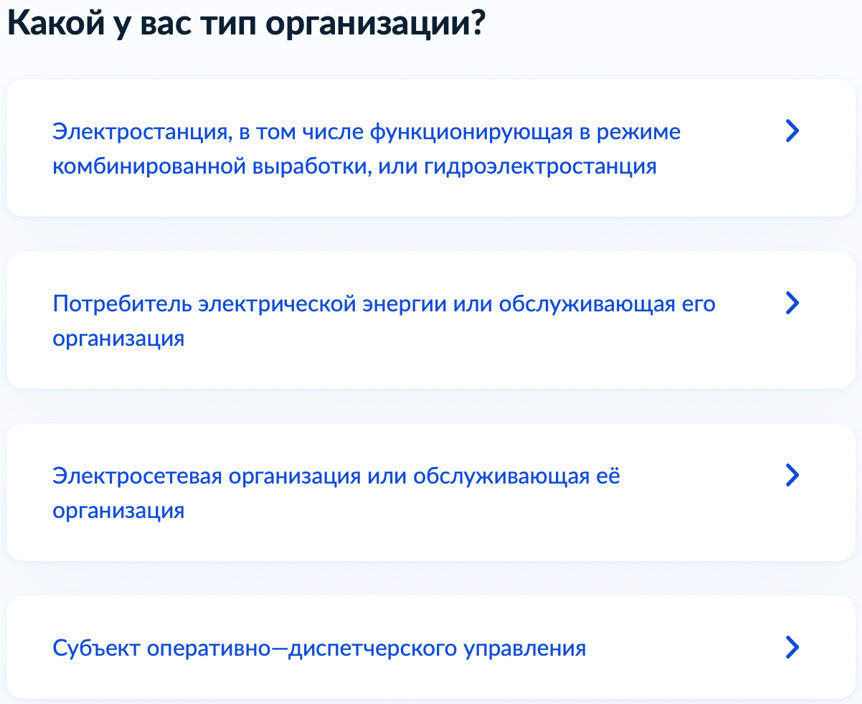 Какой у вас тип организации?
Электростанция, в том числе функционирующая в режиме
комбинированной выработки, или гидроэлектростанция
Потребитель электрической энергии или обслуживающая его
организация
Электросетевая организация или обслуживающая её
организация
Субъект оперативно—диспетчерского управления